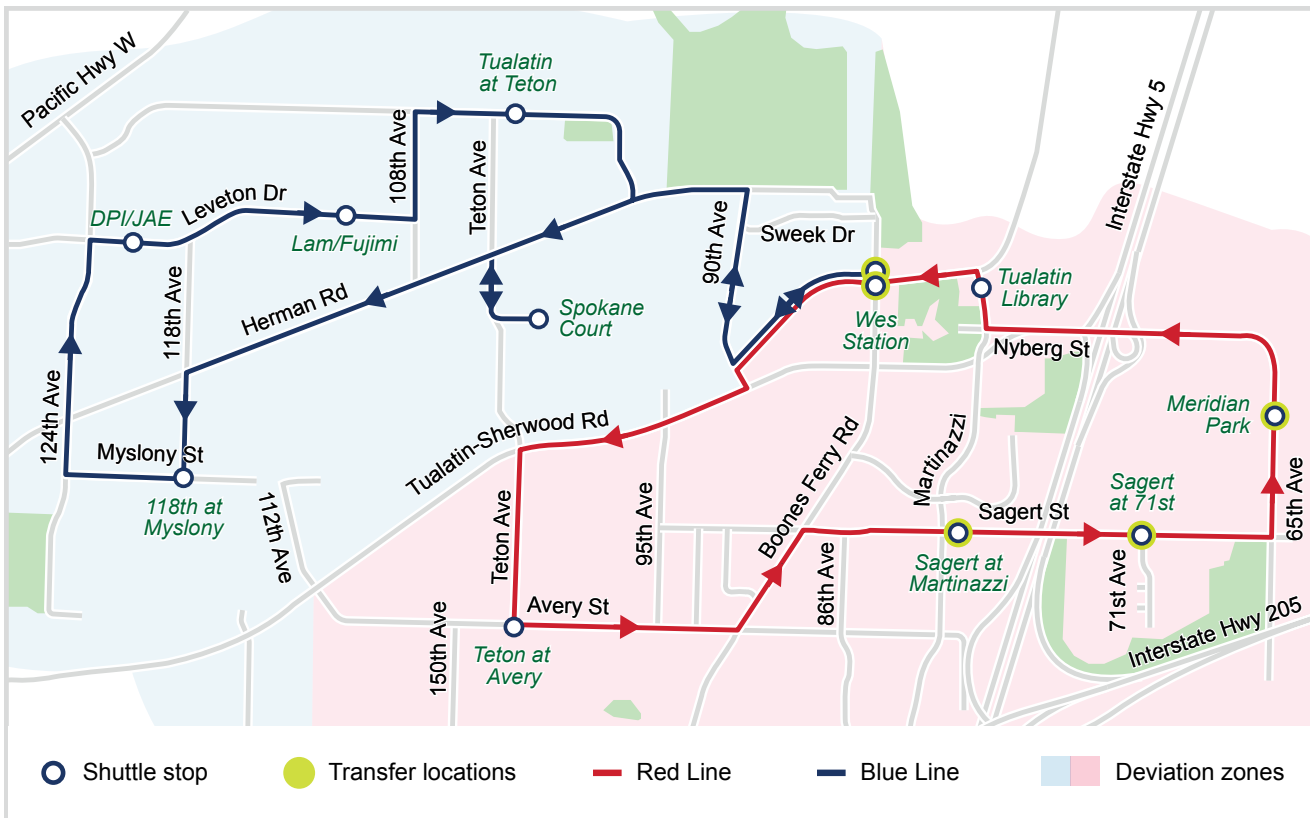 Pacific Hwy W
Tualatin
at Teton
108th Ave
Teton Ave
Interstate Hwy 5
DPI/JAE
Leveton Dr
Lam/Fujimi
Sweek Dr
90th Ave
118th Ave
Herman Rd
Spokane
Court
Wes
Station
Tualatin
Library
Nyberg St
124th Ave
Myslony St
118th at
Myslony
112th Ave
Tualatin-Sherwood Rd
Meridian
Park
Boones Ferry Rd
Martinazzi
Sagert
at 71st
Sagert St
65th Ave
Teton Ave
95th Ave
86th Ave
Sagert at
Martinazzi
71st Ave
Avery St
150th Ave
Teton at
Avery
Interstate Hwy 205
Shuttle stop
Transfer locations
Red Line
Blue Line
Deviation zones